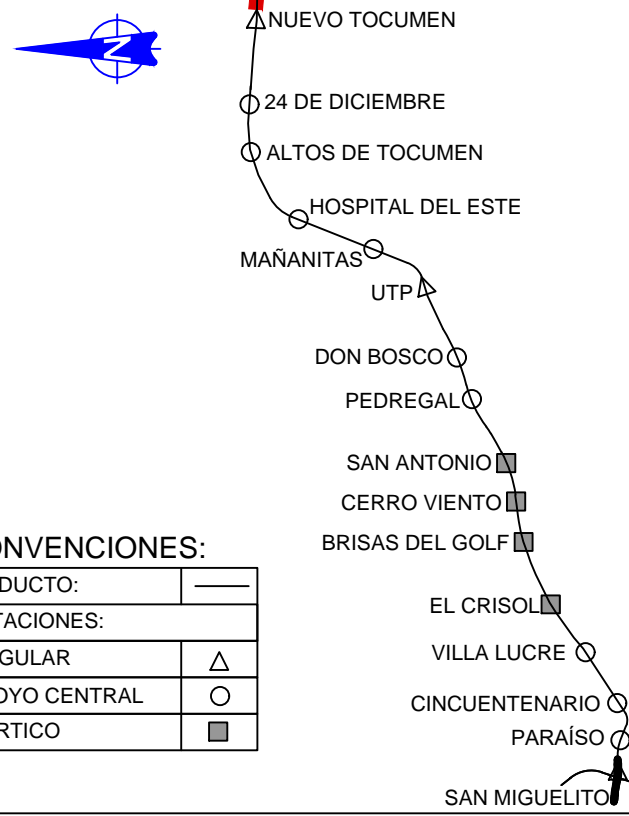 N
NUEVO TOCUMEN
24 DE DICIEMBRE
ALTOS DE TOCUMEN
HOSPITAL DEL ESTE
MAÑANITAS
UTP
DON BOSCO
PEDREGAL
SAN ANTONIO
CERRO VIENTO
BRISAS DEL GOLF
EL CRISOL
VILLA LUCRE
CINCUENTENARIO
PARAÍSO
SAN MIGUELITO
ONVENCIONES:
DUCTO:
TACIONES:
GULAR
OYO CENTRAL
RTICO